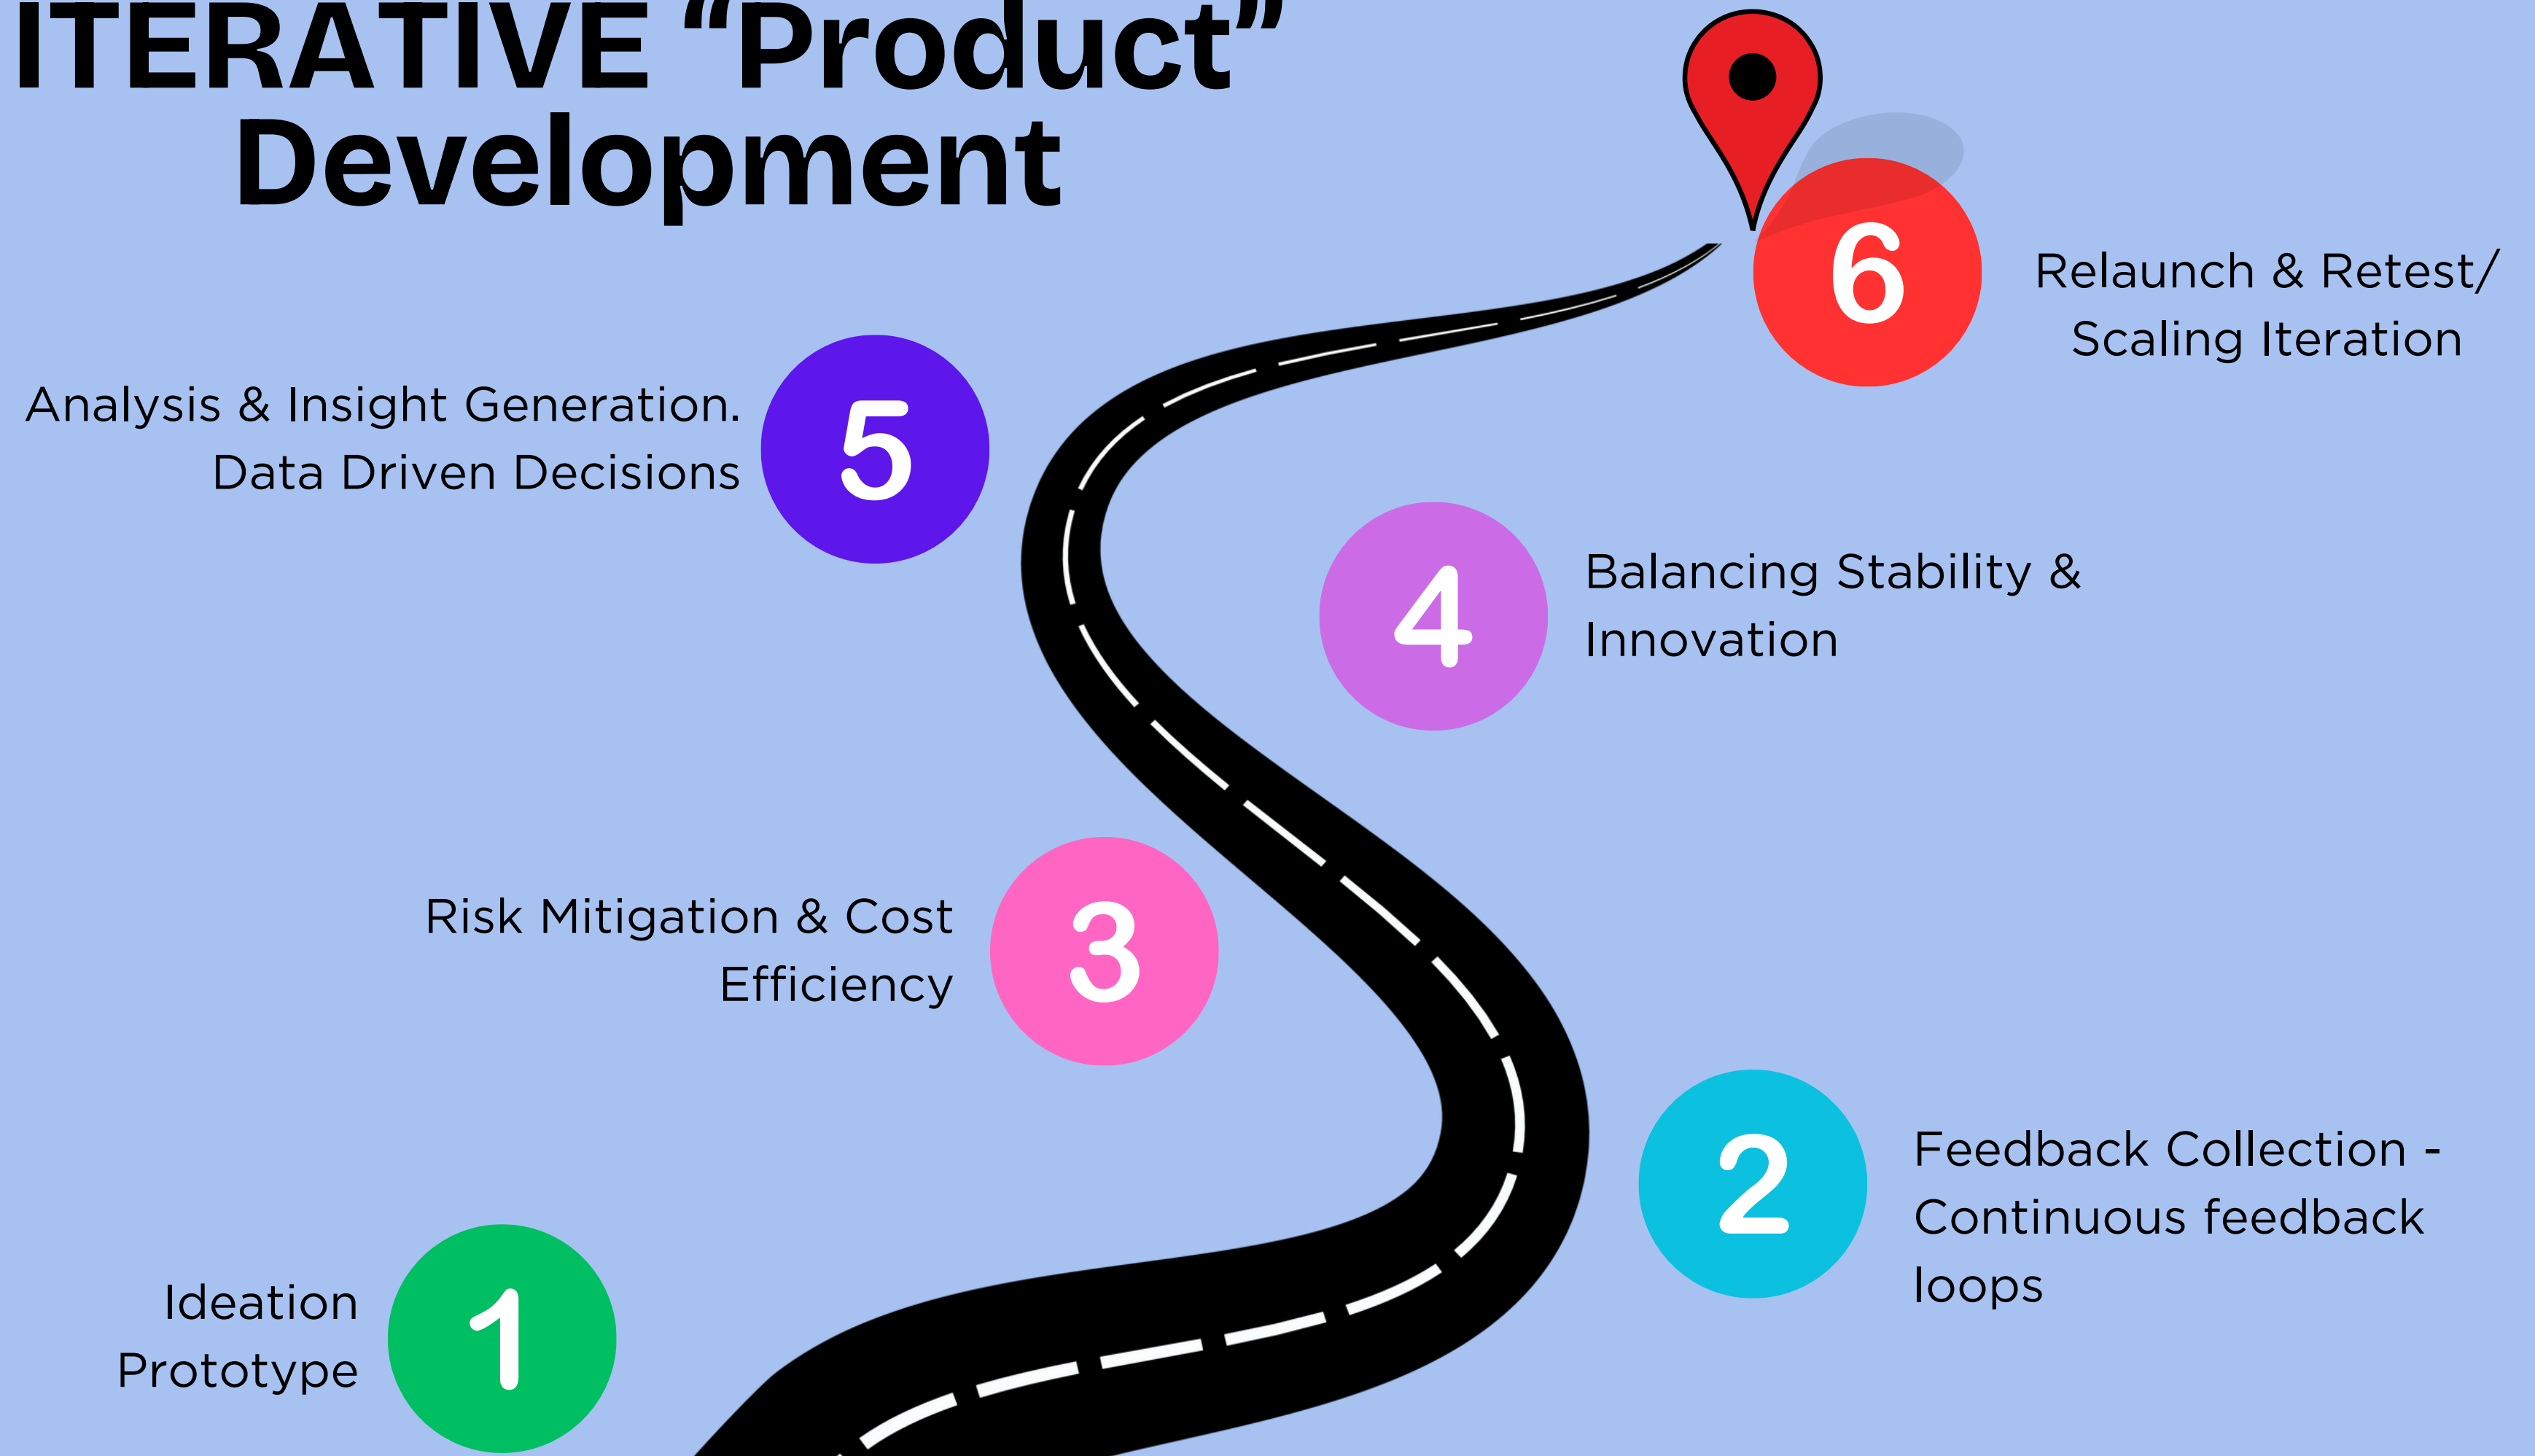 ITERATIVE “Product”
Development
6
Relaunch & Retest/
Scaling Iteration
Analysis & Insight Generation.
Data Driven Decisions
5
4
Balancing Stability &
Innovation
Risk Mitigation & Cost
Efficiency
3
2
Feedback Collection -
Continuous feedback
loops
Ideation
Prototype
1